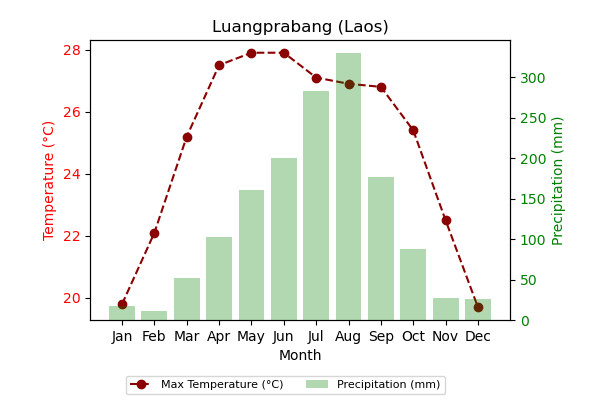 Luangprabang (Laos)
28
26
24
22
20
Temperature (°C)
300
250
200
150
100
50
0
Precipitation (mm)
Jan Feb Mar Apr May Jun Jul Aug Sep Oct Nov Dec
Month
Max Temperature (°C) Precipitation (mm)